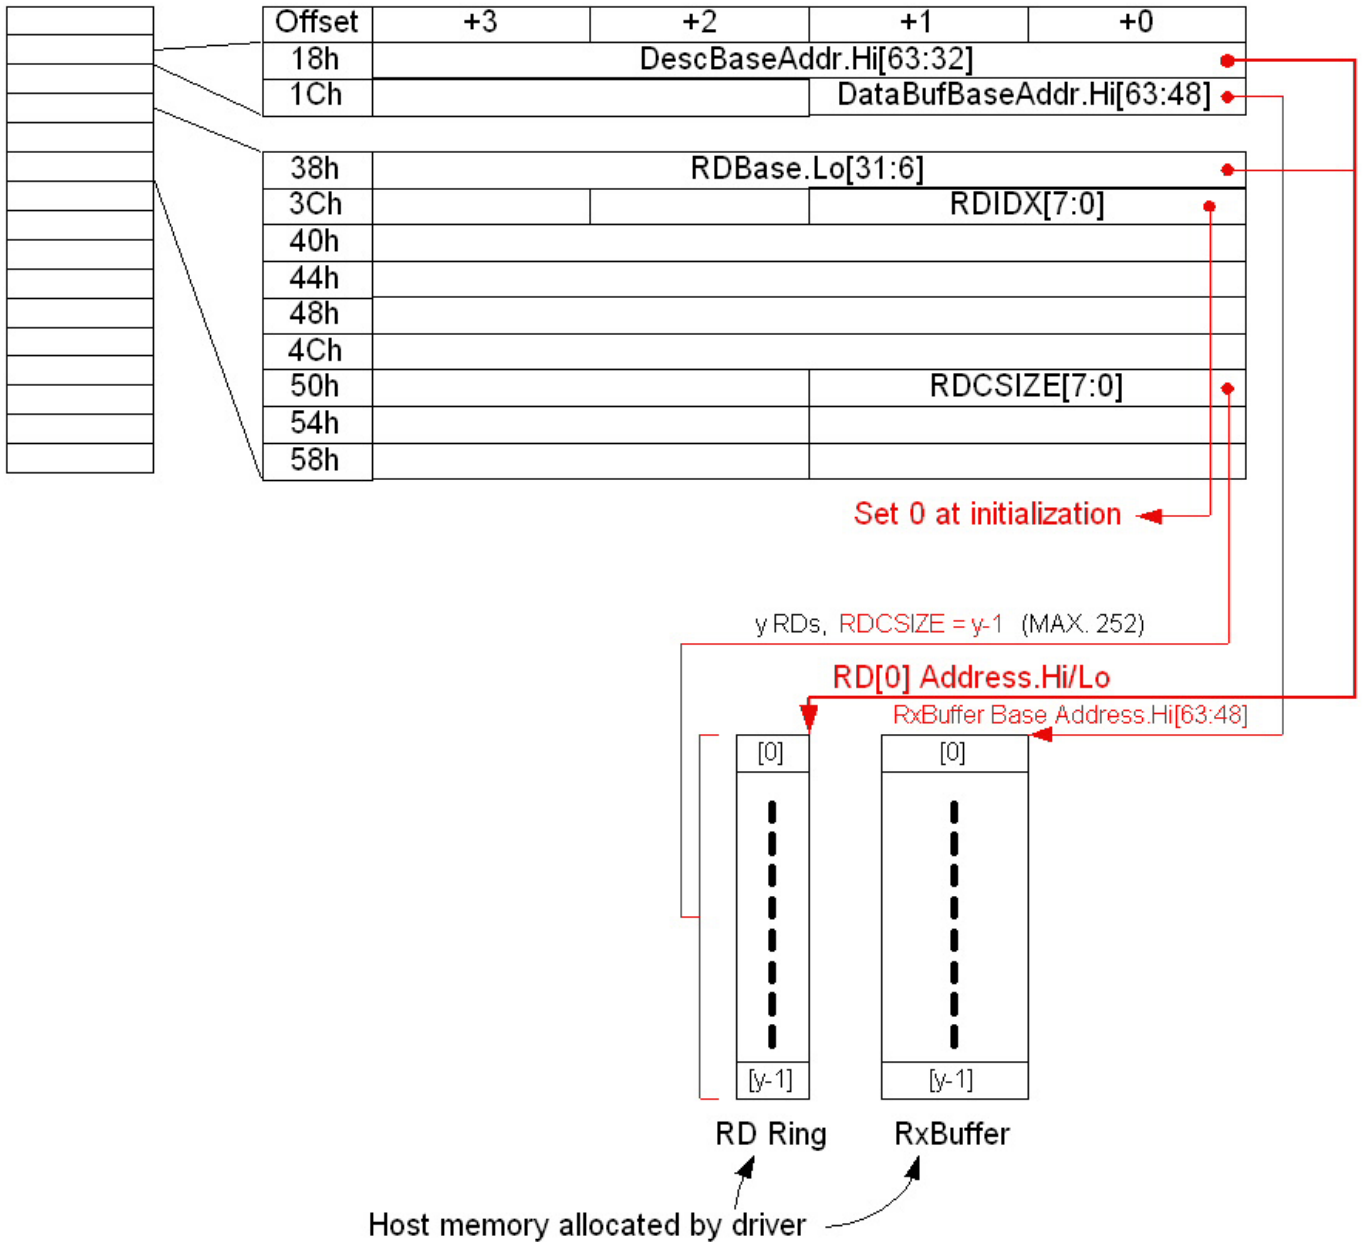 Offset +3 +2 +1 +0
18h DescBaseAddr.Hi[63:32]
1Ch DataBufBaseAddr.Hi[63:48]
38h RDBase.Lo[31:6]
3Ch RDIDX[7:0]
40h
44h
48h
4Ch
50h RDCSIZE[7:0]
54h
58h
Set 0 at initialization
y RDs, RDCSIZE = y-1 (MAX. 252)
RD[0] Address.Hi/Lo
RxBuffer Base Address.Hi[63:48]
[0] [0]
[y-1] [y-1]
RD Ring RxBuffer
Host memory allocated by driver